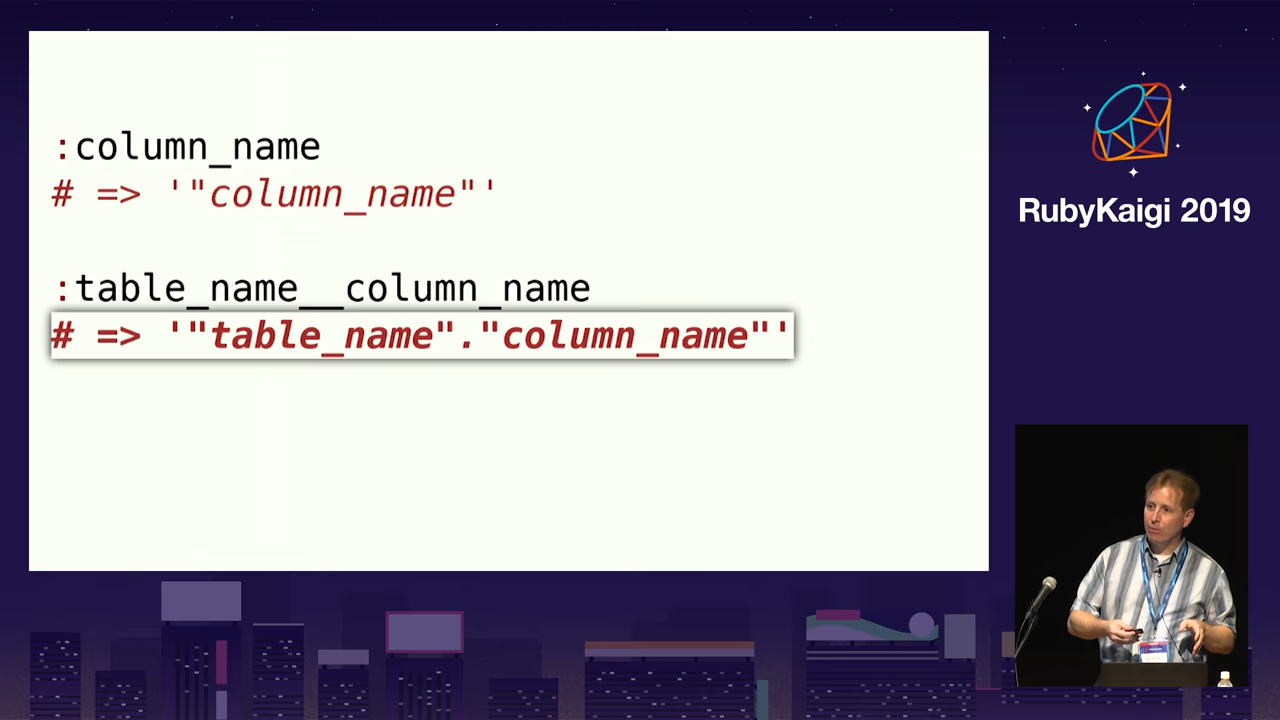 :column_name
# => '"column_name"'
:table_name__column_name
# => '"table_name"."column_name"'
RubyKaigi 2019